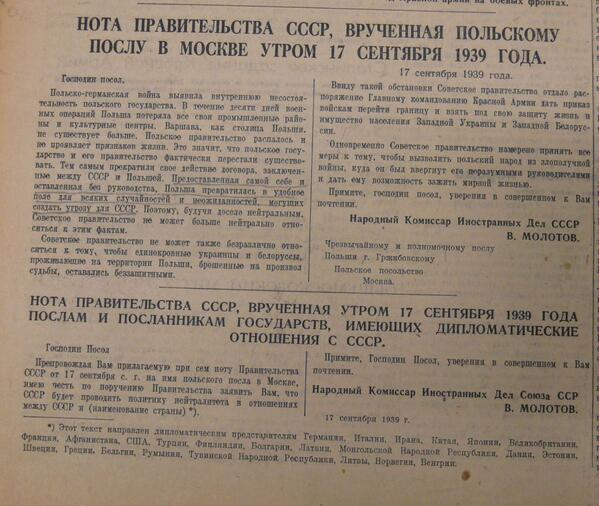 на боевых фронтах.
НОТА ПРАВИТЕЛЬСТВА СССР, ВРУЧЕННАЯ ПОЛЬСКОМУ
ПОСЛУ В МОСКВЕ УТРОМ 17 СЕНТЯБРЯ 1939 ГОДА.
Господин посол.
Польско-германская война выявила внутреннюю несостоя-
тельность польского государства. В течение десяти дней воен-
ных операций Польша потеряла все свои промышленные райо-
ны и культурные центры. Варшава, как столица Польши,
не существует больше. Польское правительство распалось и
не проявляет признаков жизни. Это значит, что польское госу-
дарство и его правительство фактически перестали существо-
вать. Тем самым прекратили свое действие договора, заключен-
ные между СССР и Польшей. Предоставленная самой себе и
оставленная без руководства, Польша превратилась в удобное
поле для всяких случайностей и неожиданностей, могущих
создать угрозу для СССР. Поэтому, будучи доселе нейтральным,
Советское правительство не может больше нейтрально относи-
ться к этим фактам.
Советское правительство не может также безразлично отно-
ситься к тому, чтобы единокровные украинцы и белоруссы,
проживающие на территории Польши, брошенные на произвол
судьбы, оставались беззащитными.
17 сентября 1939 года.
Ввиду такой обстановки Советское правительство отдало рас-
поряжение Главному командованию Красной Армии дать приказ
войскам перейти границу и взять под свою защиту жизнь и
имущество населения Западной Украины и Западной Белорус-
сии.
Одновременно Советское правительство намерено принять все
меры к тому, чтобы вызволить польский народ из злополучной
войны, куда он был ввергнут его неразумными руководителями
и дать ему возможность зажить мирной жизнью.
Примите, господин посол, уверения в совершенном к Вам
почтении.
Народный Комиссар Иностранных Дел СССР
В. МОЛОТОВ.
Чрезвычайному и полномочному послу
Польши г. Гржибовскому
Польское посольство
Москва.
НОТА ПРАВИТЕЛЬСТВА СССР, ВРУЧЕННАЯ УТРОМ 17 СЕНТЯБРЯ 1939 ГОДА
ПОСЛАМ И ПОСЛАННИКАМ ГОСУДАРСТВ, ИМЕЮЩИХ ДИПЛОМАТИЧЕСКИЕ
ОТНОШЕНИЯ С СССР.
Господин Посол
Препровождая Вам прилагаемую при сем ноту Правительства
СССР от 17 сентября с. г. на имя польского посла в Москве,
имею честь по поручению Правительства заявить Вам, что
СССР будет проводить политику нейтралитета в отношениях
между СССР и (наименование страны) *).
Примите, Господин Посол, уверения в совершенном к Вам
почтении.
Народный Комиссар Иностранных Дел Союза ССР
В. МОЛОТОВ.
17 сентября 1939 г.
*) Этот текст направлен дипломатическим представителям Германии, Италии, Ирана, Китая, Японии, Великобритании,
Франции, Афганистана, США, Турции, Финляндии, Болгарии, Латвии, Монгольской Народной Республики, Дании, Эстонии,
Швеции, Греции, Бельгии, Румынии, Тувинской Народной Республики, Литвы, Норвегии, Венгрии.